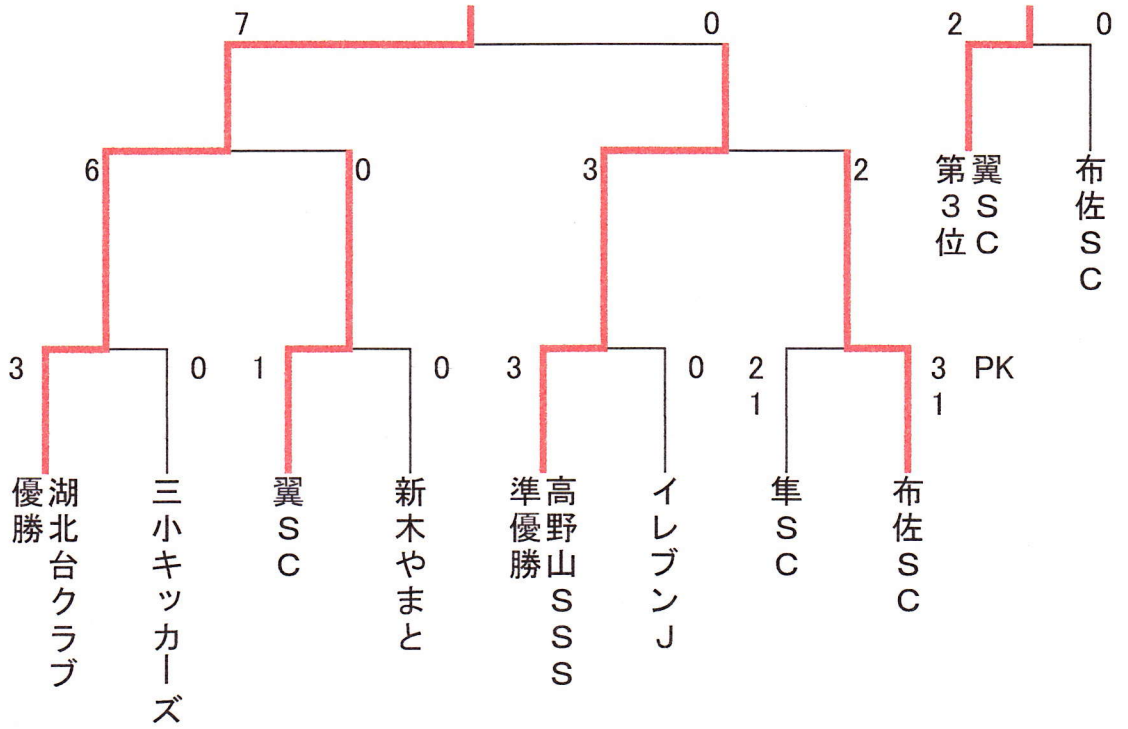 7
0
2
0
6
0
3
2
翼SC
第3位
布佐SC
3
0
1
0
3
0
2
1
3 PK
1
湖北台クラブ
優勝
三小キッカーズ
翼SC
新木やまと
高野山SSS
準優勝
イレブンJ
隼SC
布佐SC